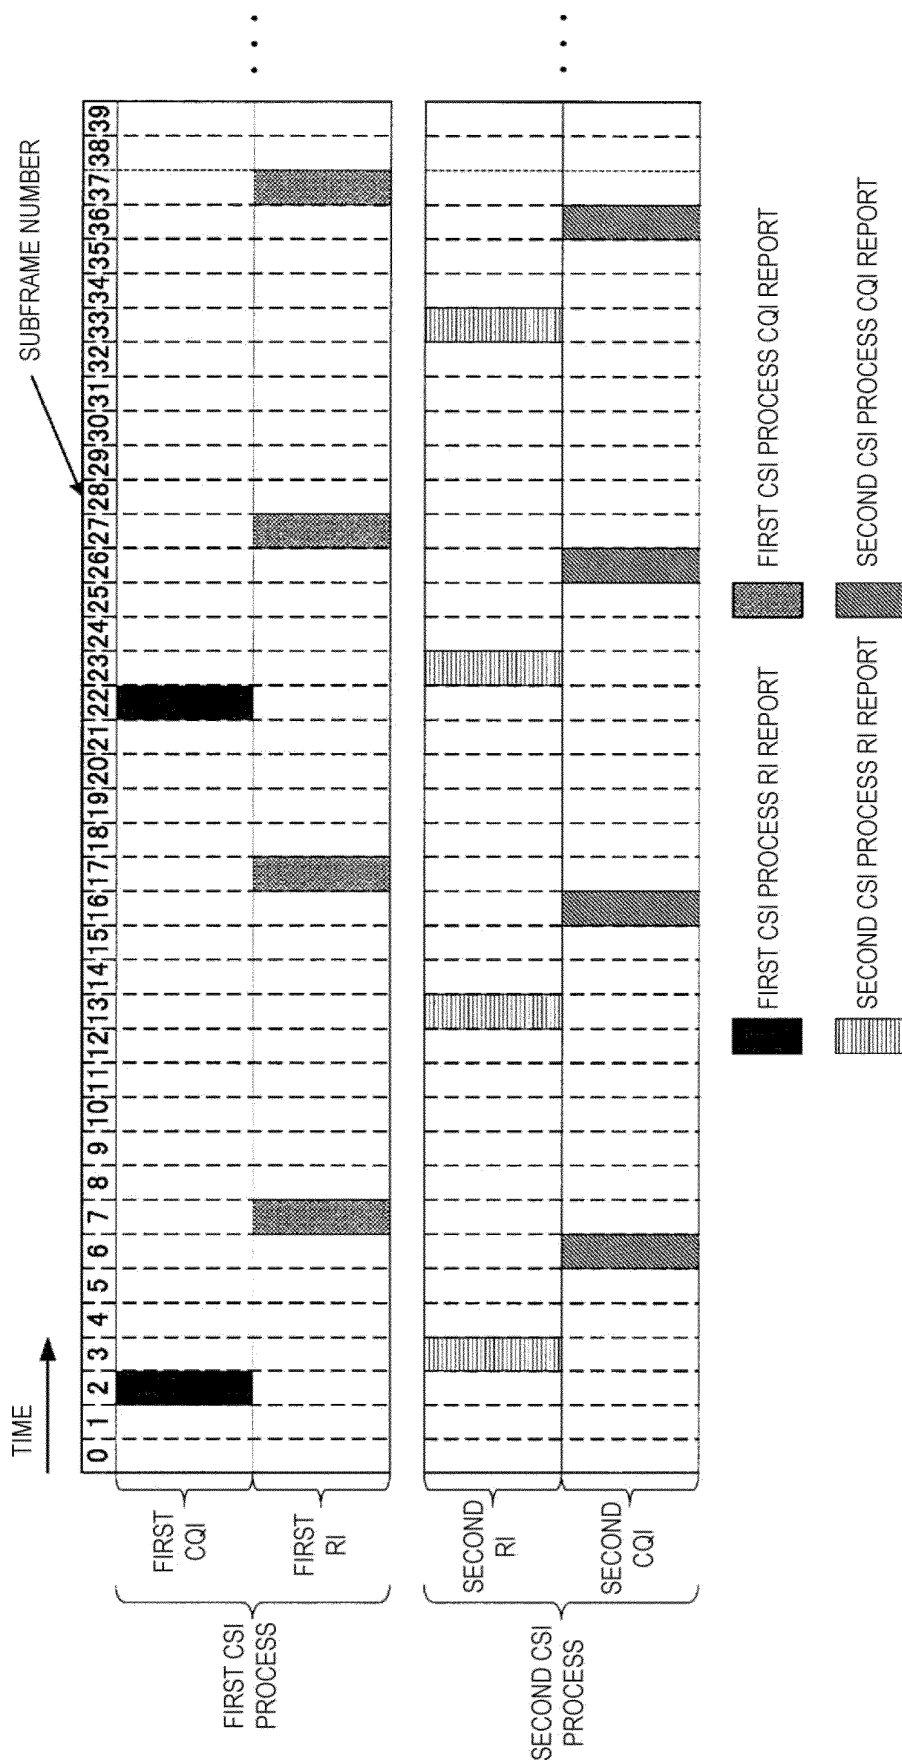 TIME
SUBFRAME NUMBER
0 1 2 3 4 5 6 7 8 9 10 11 12 13 14 15 16 17 18 19 20 21 22 23 24 25 26 27 28 29 30 31 32 33 34 35 36 37 38 39
FIRST CSI
PROCESS
FIRST
CQI
FIRST
RI
SECOND CSI
PROCESS
SECOND
RI
SECOND
CQI
FIRST CSI PROCESS RI REPORT
FIRST CSI PROCESS CQI REPORT
SECOND CSI PROCESS RI REPORT
SECOND CSI PROCESS CQI REPORT